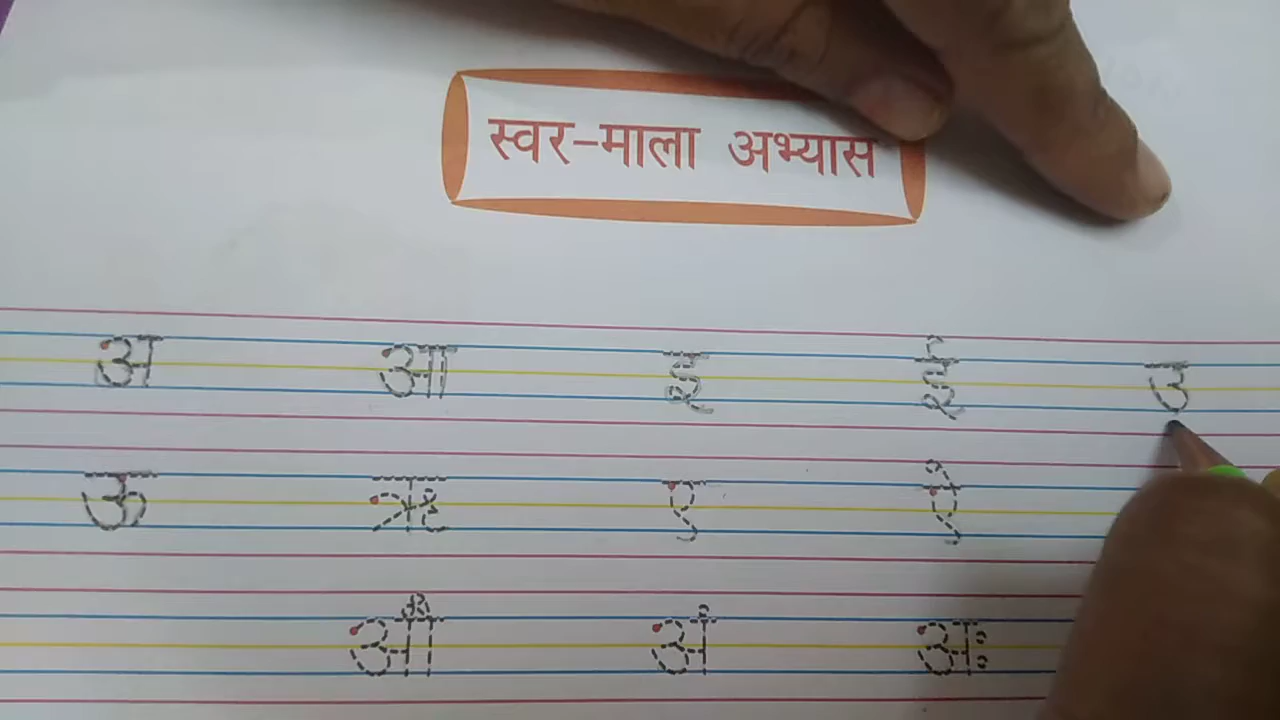 स्वर-माला अभ्यास
अ आ इ ई उ
ऊ ऋ ए ऐ
औ अं अः